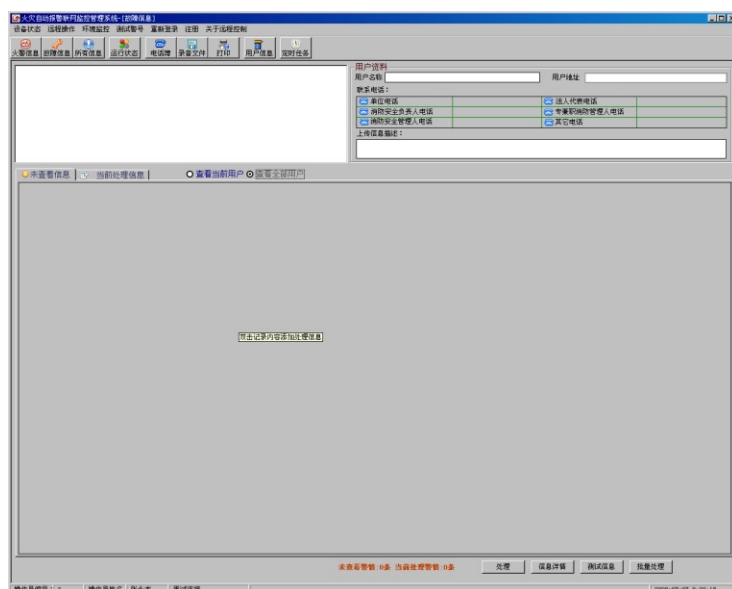 火灾自动报警联网监控管理系统-[故障信息]
设备状态 远程操作 环境监控 测试警号 重新登录 注册 关于远程控制
火警信息 故障信息 所有信息 运行状态 电话簿 录音文件 打印 用户信息 定时任务
用户资料
用户名称 用户地址
联系电话：
单位电话 法人代表电话
消防安全负责人电话 专兼职消防管理人电话
消防安全管理人电话 其它电话
上传信息描述：
未查看信息 当前处理信息 查看当前用户 查看全部用户
双击记录内容添加处理信息
未查看警情:0条 当前处理警情:0条 处理 信息详情 测试信息 批量处理